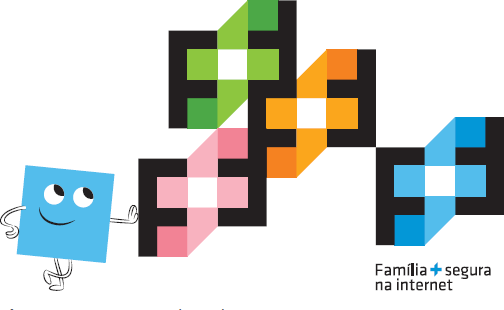 Família + segura
na internet